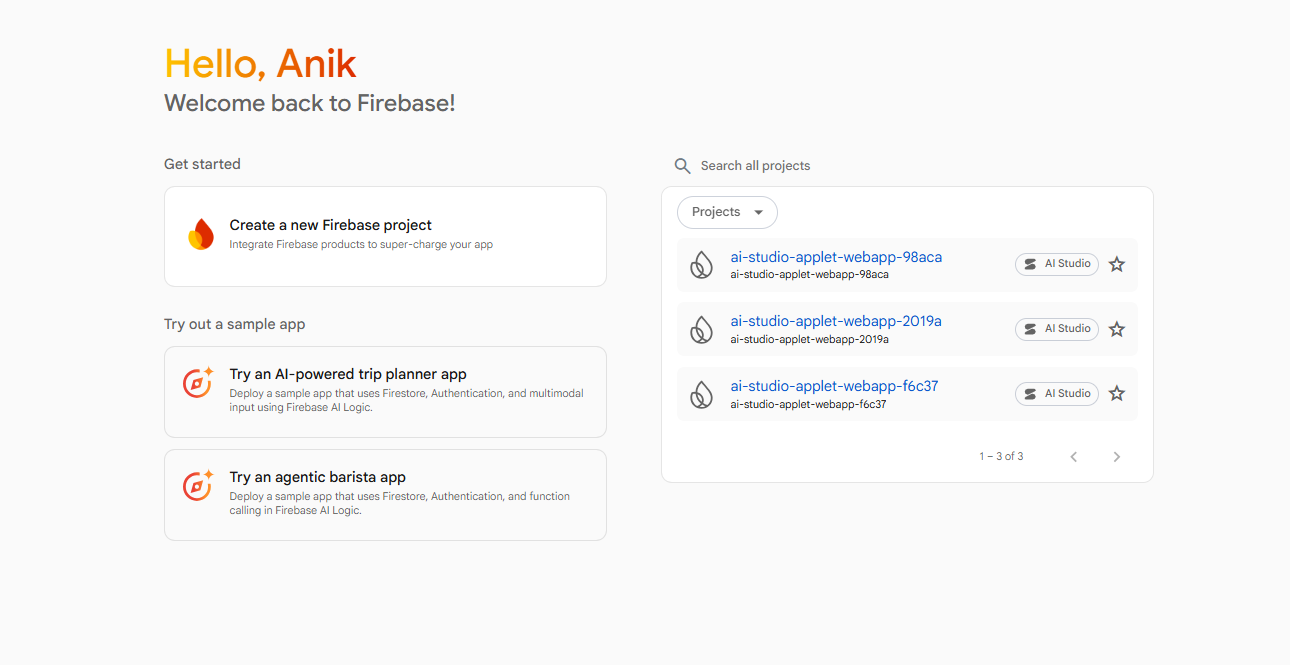 Hello, Anik
Welcome back to Firebase!
Get started
Create a new Firebase project
Integrate Firebase products to super-charge your app
Try out a sample app
Try an AI-powered trip planner app
Deploy a sample app that uses Firestore, Authentication, and multimodal
input using Firebase AI Logic.
Try an agentic barista app
Deploy a sample app that uses Firestore, Authentication, and function
calling in Firebase AI Logic.
Search all projects
Projects
ai-studio-applet-webapp-98aca
ai-studio-applet-webapp-98aca
AI Studio
ai-studio-applet-webapp-2019a
ai-studio-applet-webapp-2019a
AI Studio
ai-studio-applet-webapp-f6c37
ai-studio-applet-webapp-f6c37
AI Studio
1 – 3 of 3